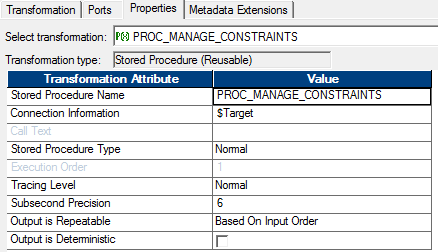 Transformation Ports Properties Metadata Extensions
Select transformation: PROC_MANAGE_CONSTRAINTS
Transformation type: Stored Procedure (Reusable)
Transformation Attribute Value
Stored Procedure Name PROC_MANAGE_CONSTRAINTS
Connection Information $Target
Call Text
Stored Procedure Type Normal
Execution Order 1
Tracing Level Normal
Subsecond Precision 6
Output is Repeatable Based On Input Order
Output is Deterministic